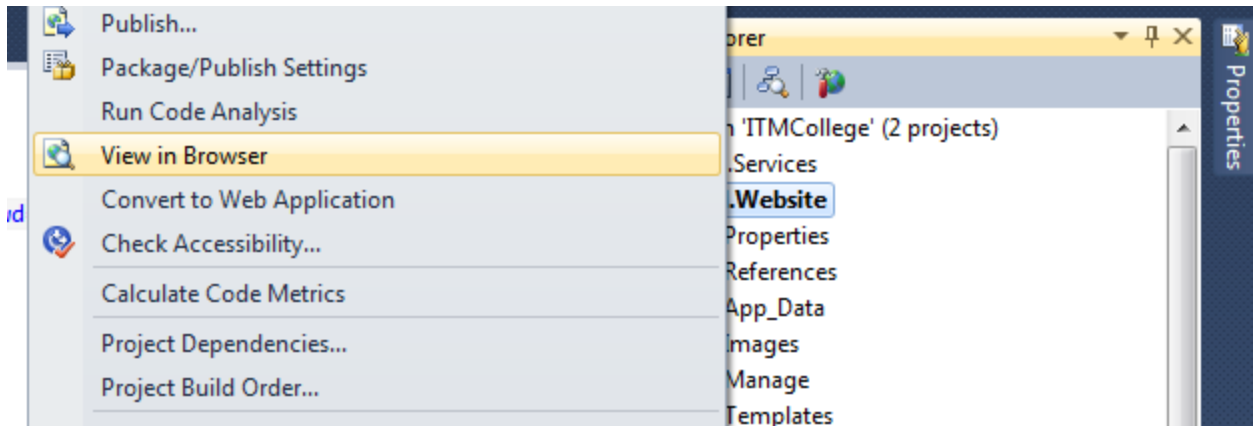 Publish...
Package/Publish Settings
Run Code Analysis
View in Browser
Convert to Web Application
Check Accessibility...
Calculate Code Metrics
Project Dependencies...
Project Build Order...
'ITMCollege' (2 projects)
.Services
.Website
Properties
References
App_Data
Images
Manage
Templates
Properties